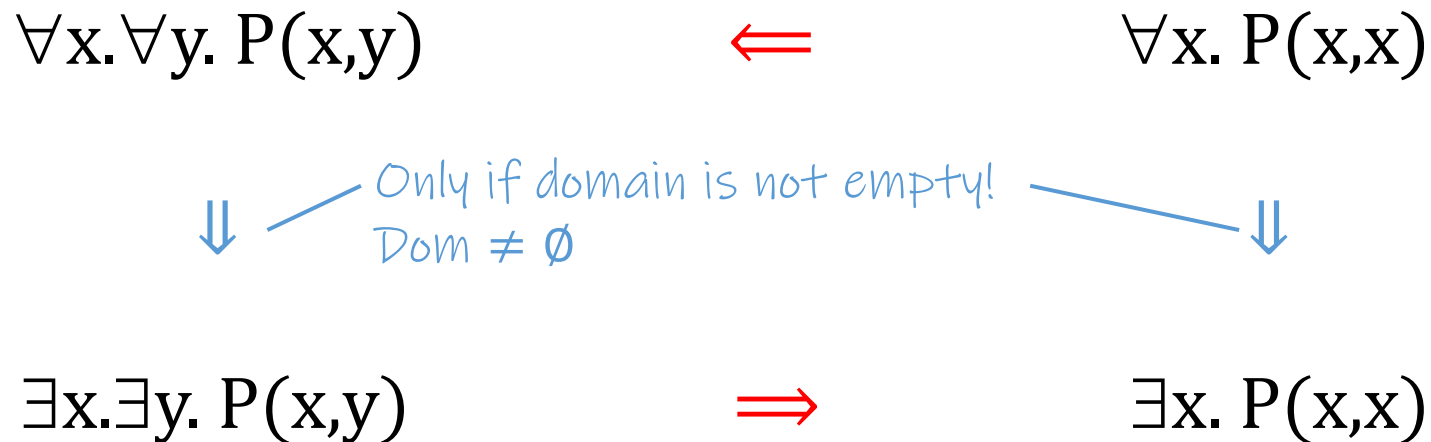 ∀x.∀y. P(x,y) ⟸ ∀x. P(x,x)
Only if domain is not empty!
⇓ Dom ≠ ∅ ⇓
∃x.∃y. P(x,y) ⟹ ∃x. P(x,x)